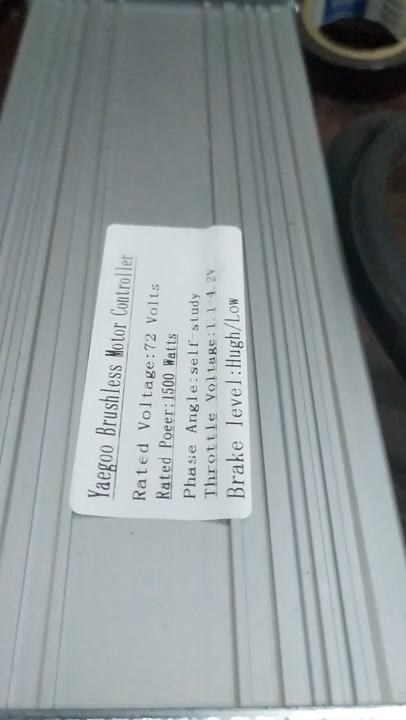 Yaegoo Brushless Motor Controller
Rated Voltage:72 Volts
Rated Poeer:1500 Watts
Phase Angle:self-study
Throttle Voltage:1.1-4.2V
Brake level:Hugh/Low